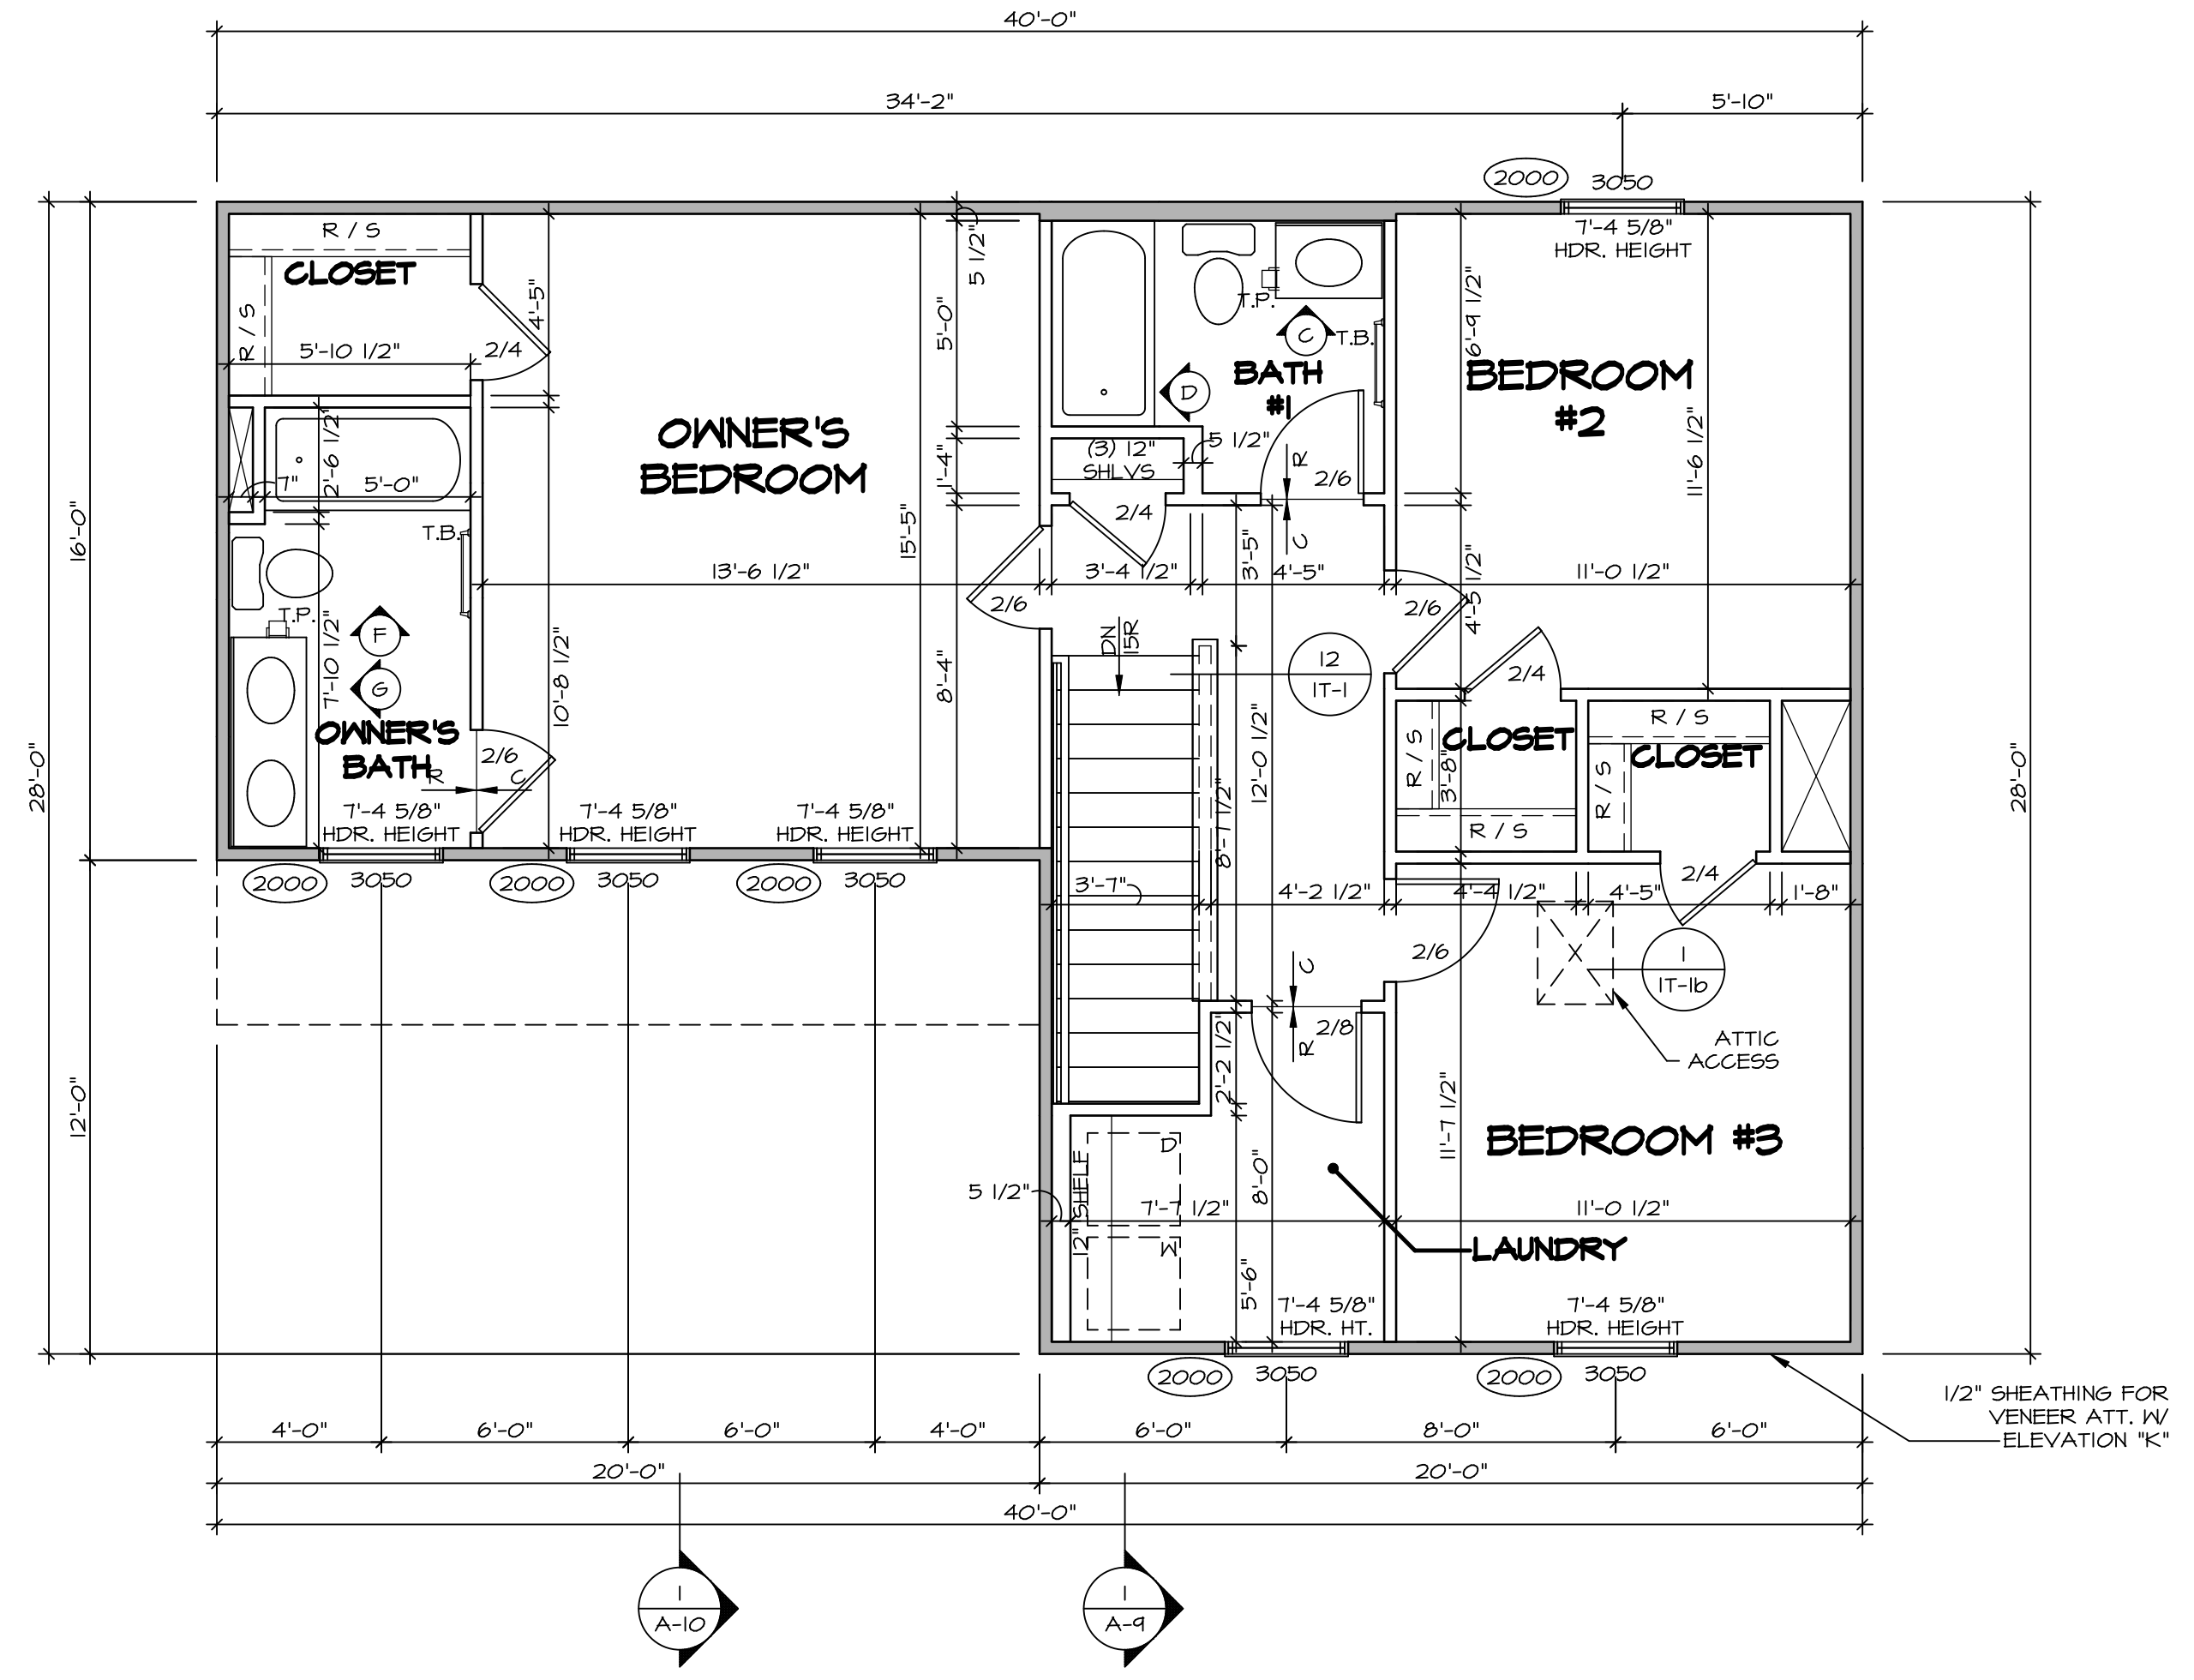 40'-0"
34'-2"
5'-10"
2000
3050
7'-4 5/8"
HDR. HEIGHT
R / S
CLOSET
R / S
5'-10 1/2"
2/4
4'-5"
5 1/2"
5'-0"
T.P.
C
T.B.
D
BATH
#1
6'-9 1/2"
BEDROOM
#2
11'-6 1/2"
OWNER'S
BEDROOM
2'-6 1/2"
7"
5'-0"
1'-4"
(3) 12"
SHLVS
5 1/2"
R
2/6
2/4
C
T.B.
16'-0"
15'-5"
13'-6 1/2"
3'-4 1/2"
3'-5"
4'-5"
4'-5 1/2"
11'-0 1/2"
2/6
2/6
T.P.
F
G
7'-10 1/2"
10'-8 1/2"
8'-4"
DN
15R
12
1T-1
2/4
OWNER'S
BATH
2/6
R
C
R / S
CLOSET
CLOSET
R / S
R / S
3'-8"
R / S
12'-0 1/2"
8'-7 1/2"
28'-0"
28'-0"
7'-4 5/8"
HDR. HEIGHT
7'-4 5/8"
HDR. HEIGHT
7'-4 5/8"
HDR. HEIGHT
2000
3050
2000
3050
2000
3050
3'-7"
4'-2 1/2"
4'-4 1/2"
4'-5"
2/4
1'-8"
2/6
1
1T-1b
C
2/8
R
2'-2 1/2"
ATTIC
ACCESS
12'-0"
11'-7 1/2"
BEDROOM #3
D
12" SHELF
5 1/2"
8'-0"
7'-7 1/2"
11'-0 1/2"
W
LAUNDRY
5'-6"
7'-4 5/8"
HDR. HT.
7'-4 5/8"
HDR. HEIGHT
2000
3050
2000
3050
1/2" SHEATHING FOR
VENEER ATT. W/
ELEVATION "K"
4'-0"
6'-0"
6'-0"
4'-0"
6'-0"
8'-0"
6'-0"
20'-0"
20'-0"
40'-0"
1
A-10
1
A-9